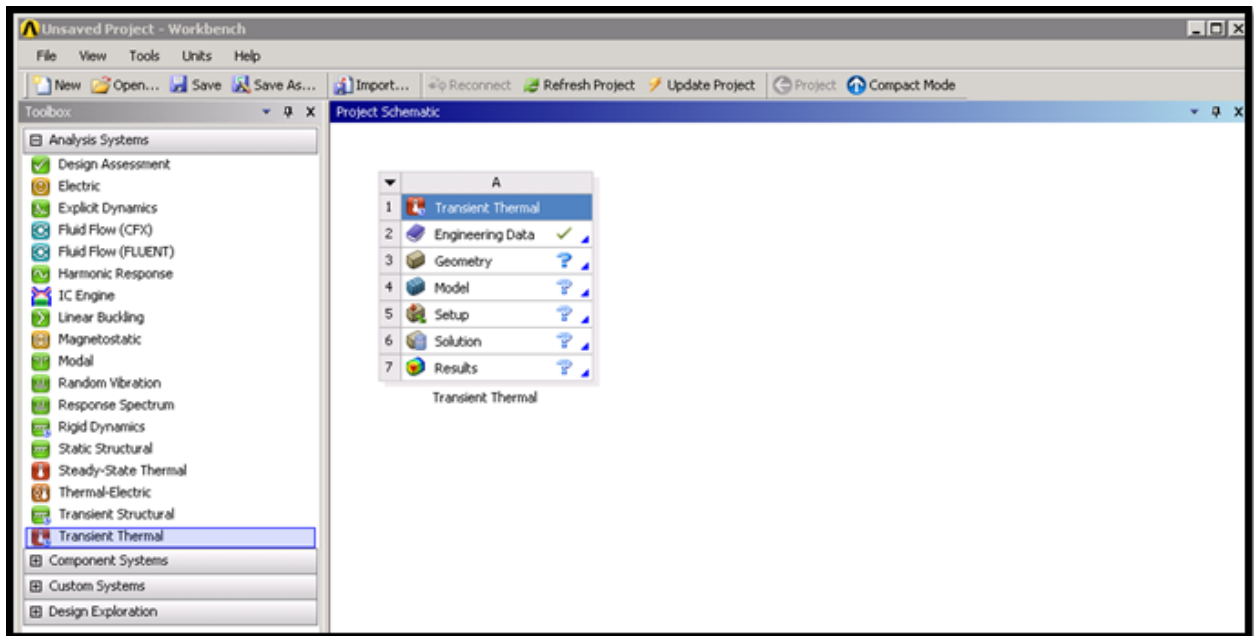 Unsaved Project - Workbench
File View Tools Units Help
New Open... Save Save As... Import... Reconnect Refresh Project Update Project Project Compact Mode
Toolbox
Project Schematic
Analysis Systems
Design Assessment
Electric
Explicit Dynamics
Fluid Flow (CFX)
Fluid Flow (FLUENT)
Harmonic Response
IC Engine
Linear Buckling
Magnetostatic
Modal
Random Vibration
Response Spectrum
Rigid Dynamics
Static Structural
Steady-State Thermal
Thermal-Electric
Transient Structural
Transient Thermal
Component Systems
Custom Systems
Design Exploration
A
1 Transient Thermal
2 Engineering Data
3 Geometry
4 Model
5 Setup
6 Solution
7 Results
Transient Thermal